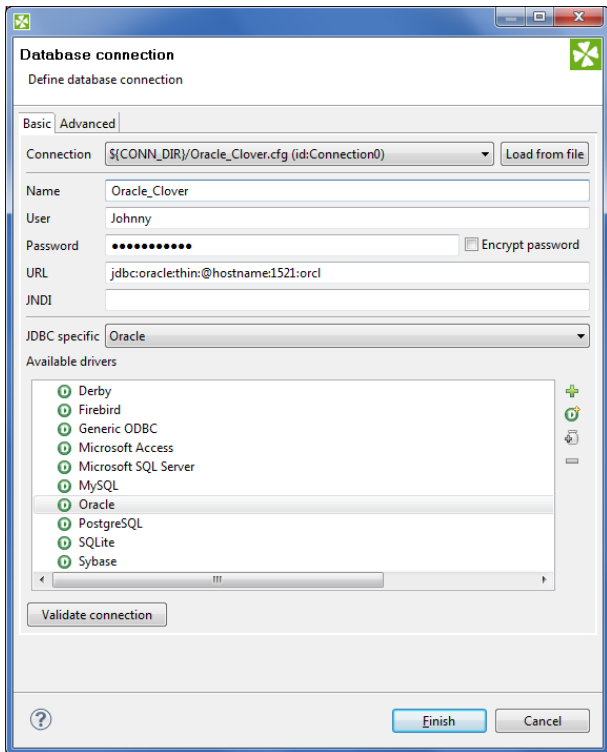 Database connection
Define database connection
Basic Advanced
Connection ${CONN_DIR}/Oracle_Clover.cfg (id:Connection0) Load from file
Name Oracle_Clover
User Johnny
Password ●●●●●●●●●●● Encrypt password
URL jdbc:oracle:thin:@hostname:1521:orcl
JNDI
JDBC specific Oracle
Available drivers
Derby
Firebird
Generic ODBC
Microsoft Access
Microsoft SQL Server
MySQL
Oracle
PostgreSQL
SQLite
Sybase
Validate connection
Finish Cancel